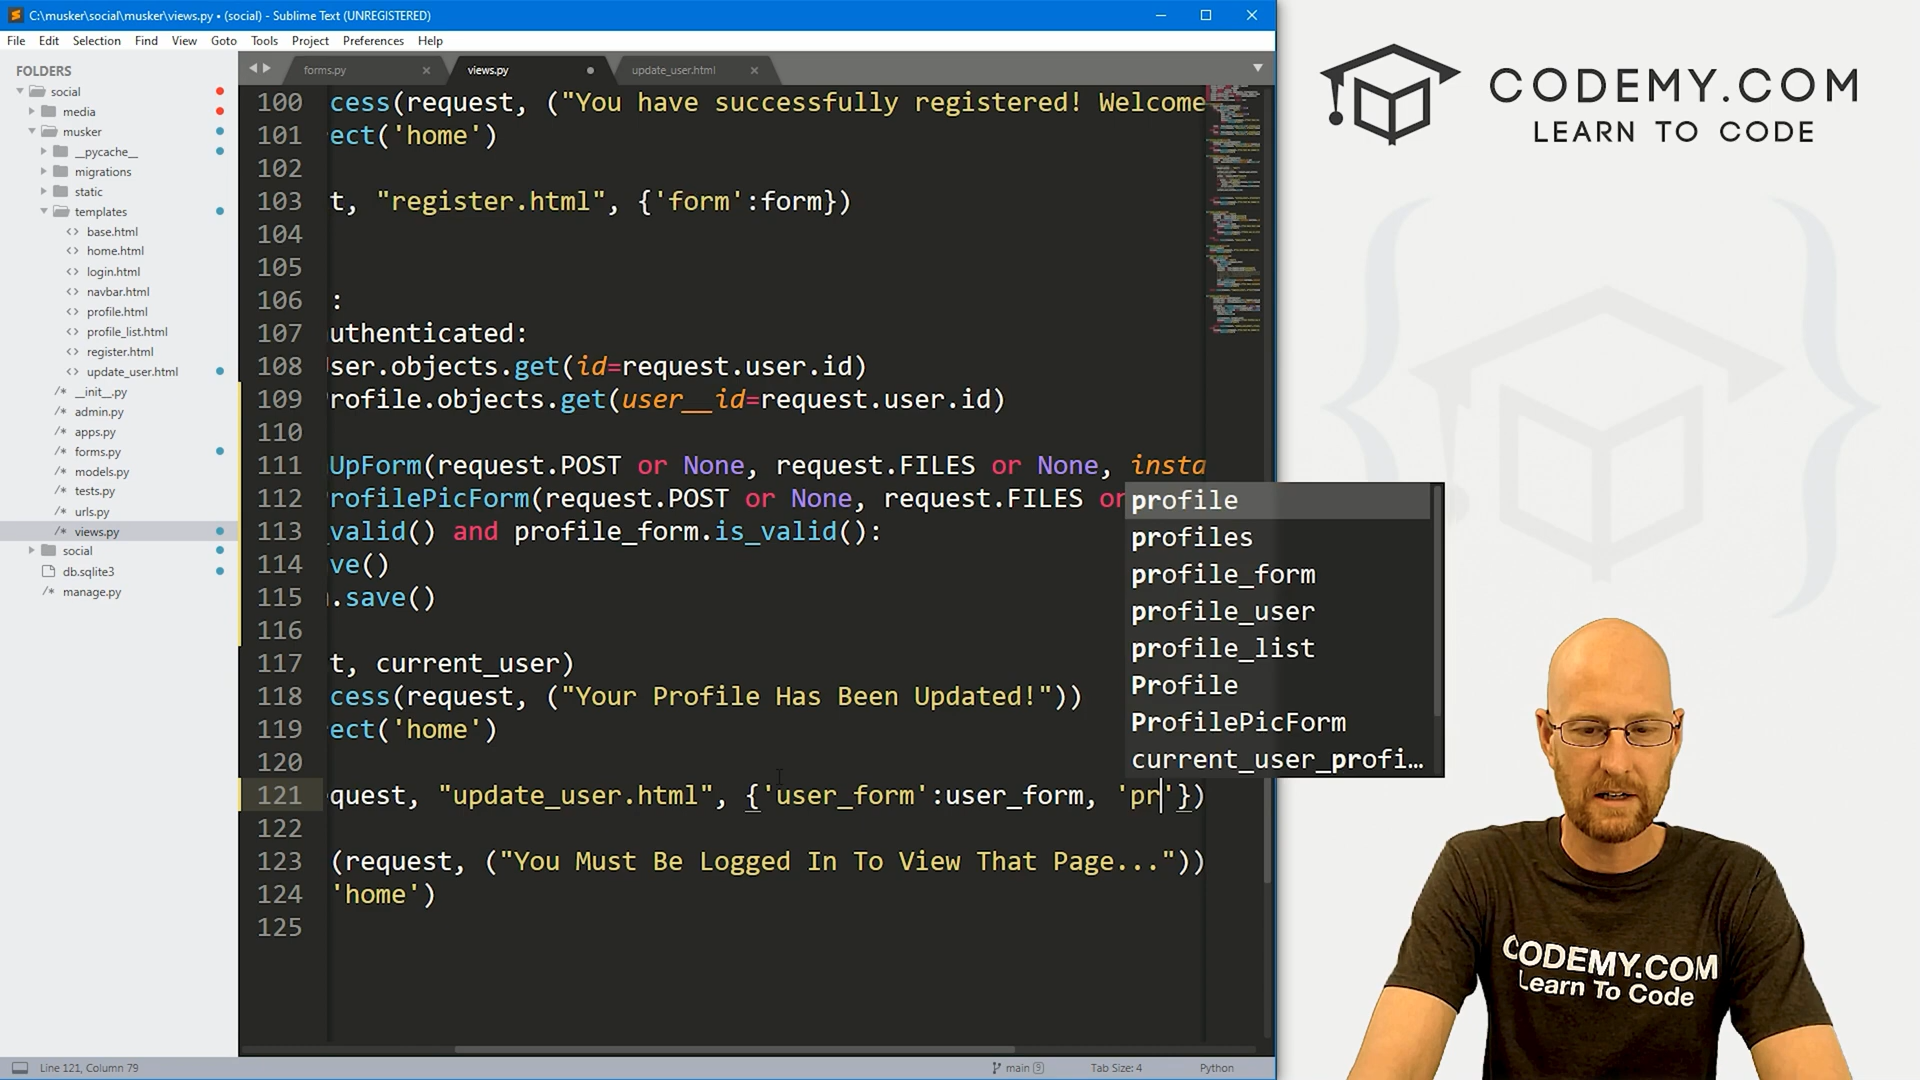 C:\musker\social\musker\views.py • (social) - Sublime Text (UNREGISTERED)
File Edit Selection Find View Goto Tools Project Preferences Help
FOLDERS
social
media
musker
__pycache__
migrations
static
templates
base.html
home.html
login.html
navbar.html
profile.html
profile_list.html
register.html
update_user.html
__init__.py
admin.py
apps.py
forms.py
models.py
tests.py
urls.py
views.py
social
db.sqlite3
manage.py
forms.py views.py update_user.html
100 cess(request, ("You have successfully registered! Welcome
101 ect('home')
102
103 t, "register.html", {'form':form})
104
105
106 :
107 uthenticated:
108 ser.objects.get(id=request.user.id)
109 rofile.objects.get(user__id=request.user.id)
110
111 UpForm(request.POST or None, request.FILES or None, insta
112 rofilePicForm(request.POST or None, request.FILES or
113 _valid() and profile_form.is_valid():
114 ve()
115 .save()
116
117 t, current_user)
118 cess(request, ("Your Profile Has Been Updated!"))
119 ect('home')
120
121 quest, "update_user.html", {'user_form':user_form, 'pr'})
122
123 (request, ("You Must Be Logged In To View That Page..."))
124 'home')
125
profile
profiles
profile_form
profile_user
profile_list
Profile
ProfilePicForm
current_user_profi…
Line 121, Column 79
main 9
Tab Size: 4
Python
CODEMY.COM
LEARN TO CODE
CODEMY.COM
Learn To Code